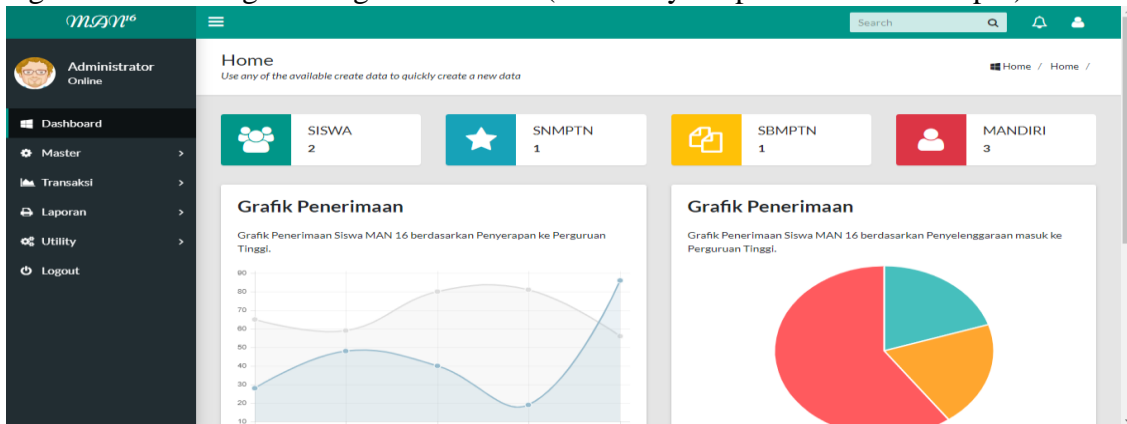 MAN16
Search
Administrator
Online
Home
Use any of the available create data to quickly create a new data
Home / Home /
Dashboard
Master
Transaksi
Laporan
Utility
Logout
SISWA
2
SNMPTN
1
SBMPTN
1
MANDIRI
3
Grafik Penerimaan
Grafik Penerimaan Siswa MAN 16 berdasarkan Penyerapan ke Perguruan
Tinggi.
90
80
70
60
50
40
30
20
10
Grafik Penerimaan
Grafik Penerimaan Siswa MAN 16 berdasarkan Penyelenggaraan masuk ke
Perguruan Tinggi.